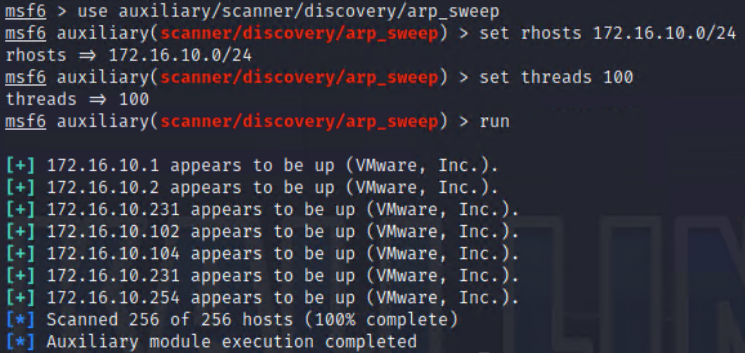 msf6 > use auxiliary/scanner/discovery/arp_sweep
msf6 auxiliary(scanner/discovery/arp_sweep) > set rhosts 172.16.10.0/24
rhosts ⇒ 172.16.10.0/24
msf6 auxiliary(scanner/discovery/arp_sweep) > set threads 100
threads ⇒ 100
msf6 auxiliary(scanner/discovery/arp_sweep) > run
[+] 172.16.10.1 appears to be up (VMware, Inc.).
[+] 172.16.10.2 appears to be up (VMware, Inc.).
[+] 172.16.10.231 appears to be up (VMware, Inc.).
[+] 172.16.10.102 appears to be up (VMware, Inc.).
[+] 172.16.10.104 appears to be up (VMware, Inc.).
[+] 172.16.10.231 appears to be up (VMware, Inc.).
[+] 172.16.10.254 appears to be up (VMware, Inc.).
[*] Scanned 256 of 256 hosts (100% complete)
[*] Auxiliary module execution completed